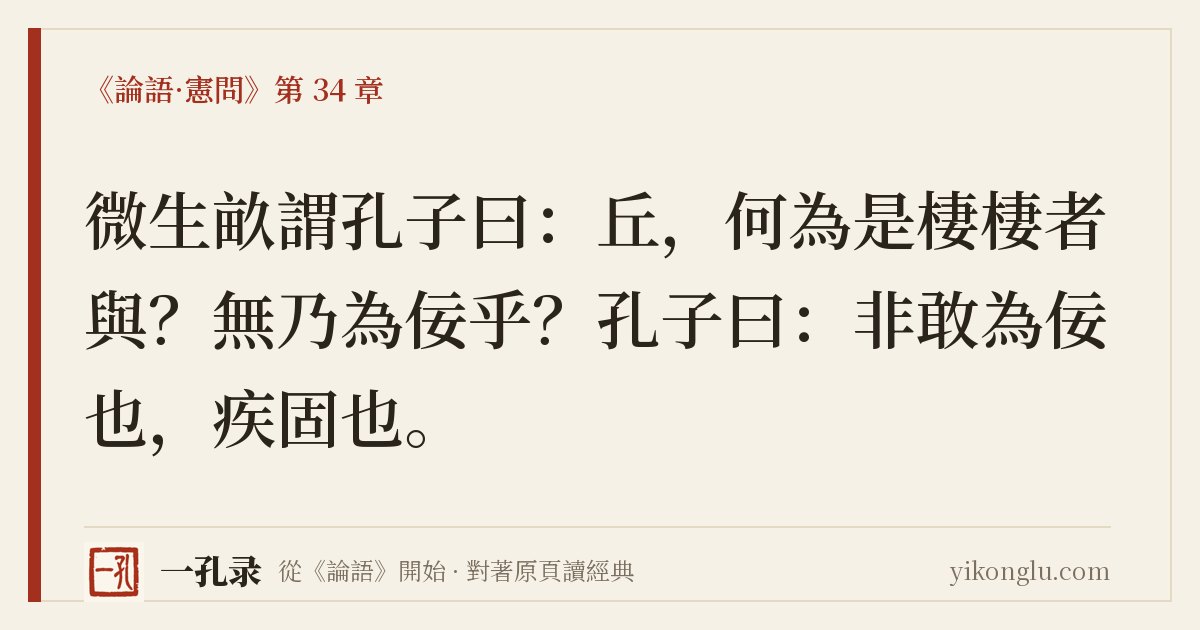 《論語·憲問》第 34 章
微生畝謂孔子曰：丘，何為是棲棲者
與？無乃為佞乎？孔子曰：非敢為佞
也，疾固也。
一孔
一孔录 從《論語》開始 · 對著原頁讀經典
yikonglu.com